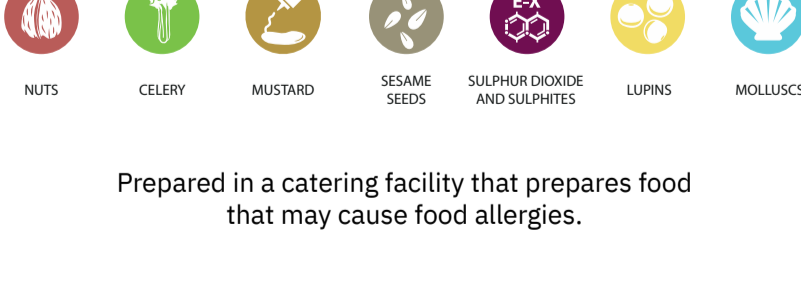 E-X
NUTS
CELERY
MUSTARD
SESAME
SEEDS
SULPHUR DIOXIDE
AND SULPHITES
LUPINS
MOLLUSCS
Prepared in a catering facility that prepares food
that may cause food allergies.